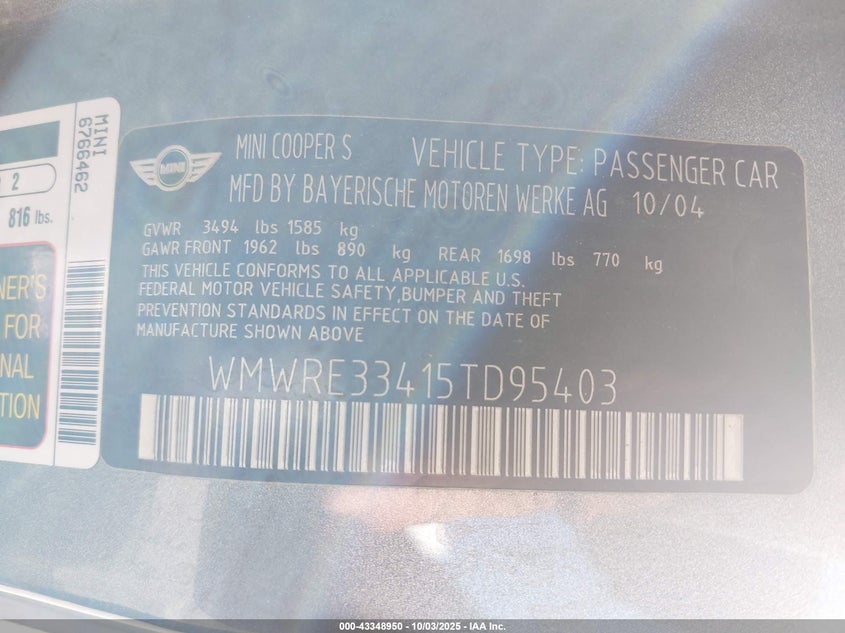 2
816 lbs.
NER'S
FOR
NAL
TION
MINI
6766462
MINI
MINI COOPER S VEHICLE TYPE: PASSENGER CAR
MFD BY BAYERISCHE MOTOREN WERKE AG 10/04
GVWR 3494 lbs 1585 kg
GAWR FRONT 1962 lbs 890 kg REAR 1698 lbs 770 kg
THIS VEHICLE CONFORMS TO ALL APPLICABLE U.S.
FEDERAL MOTOR VEHICLE SAFETY,BUMPER AND THEFT
PREVENTION STANDARDS IN EFFECT ON THE DATE OF
MANUFACTURE SHOWN ABOVE
WMWRE33415TD95403
000-43348950 - 10/03/2025 - IAA Inc.